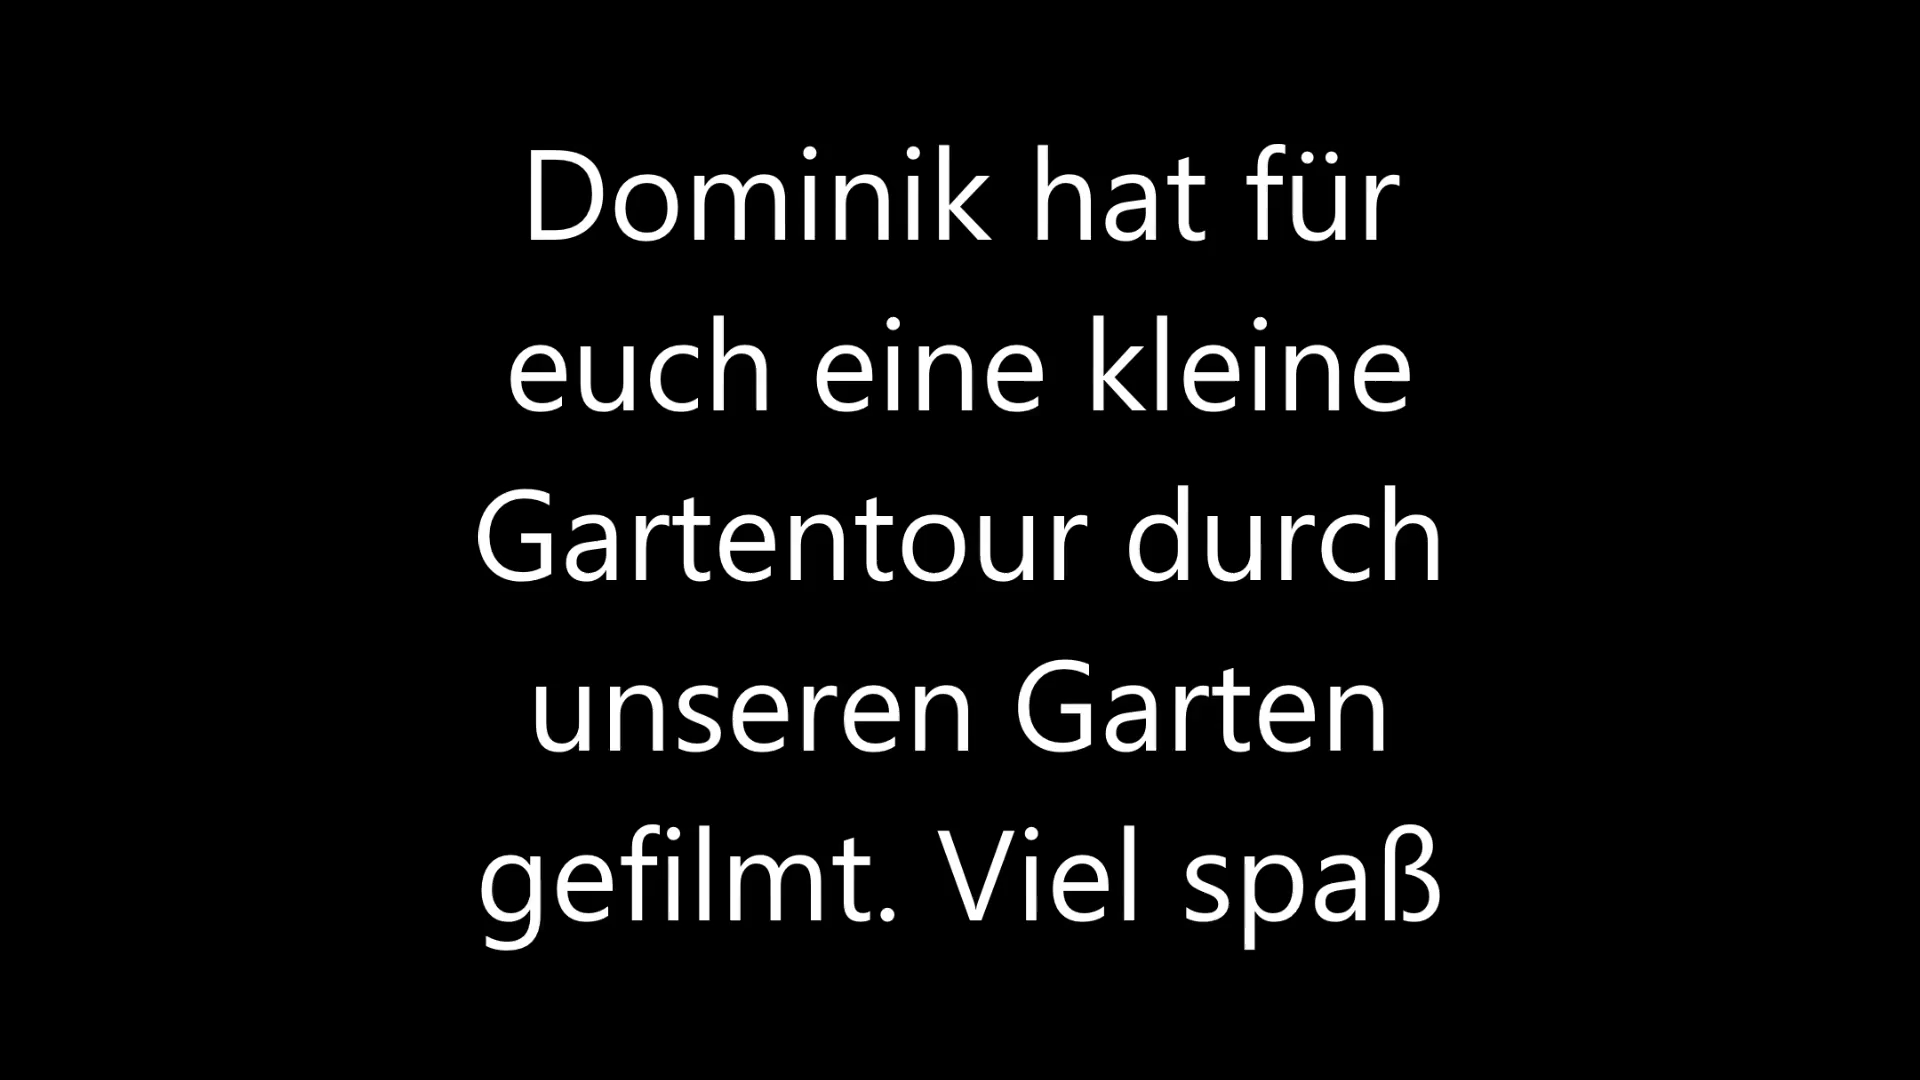 Dominik hat für
euch eine kleine
Gartentour durch
unseren Garten
gefilmt. Viel spaß